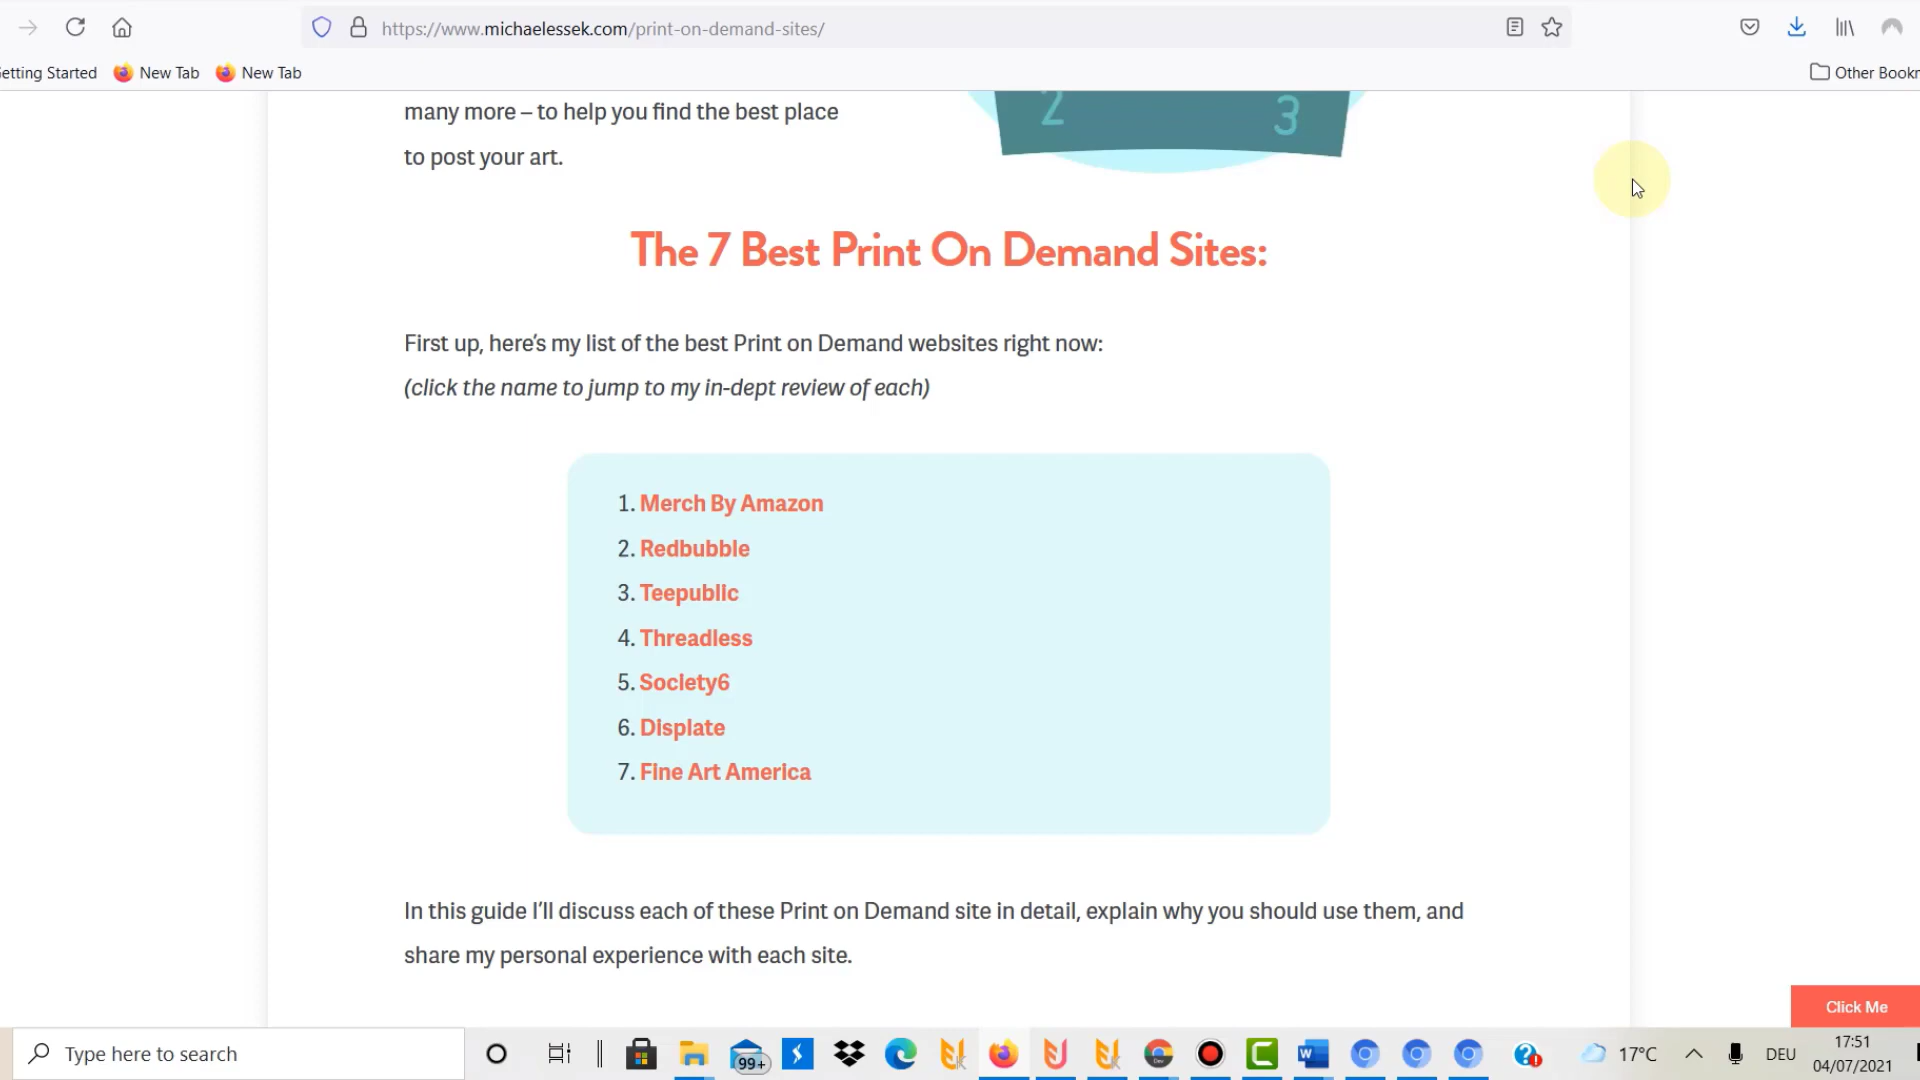 https://www.michaelessek.com/print-on-demand-sites/
etting Started
New Tab
New Tab
Other Bookr
many more – to help you find the best place
to post your art.
2
3
The 7 Best Print On Demand Sites:
First up, here's my list of the best Print on Demand websites right now:
(click the name to jump to my in-dept review of each)
1. Merch By Amazon
2. Redbubble
3. Teepublic
4. Threadless
5. Society6
6. Displate
7. Fine Art America
In this guide I'll discuss each of these Print on Demand site in detail, explain why you should use them, and
share my personal experience with each site.
Click Me
Type here to search
99+
17°C
DEU
17:51
04/07/2021